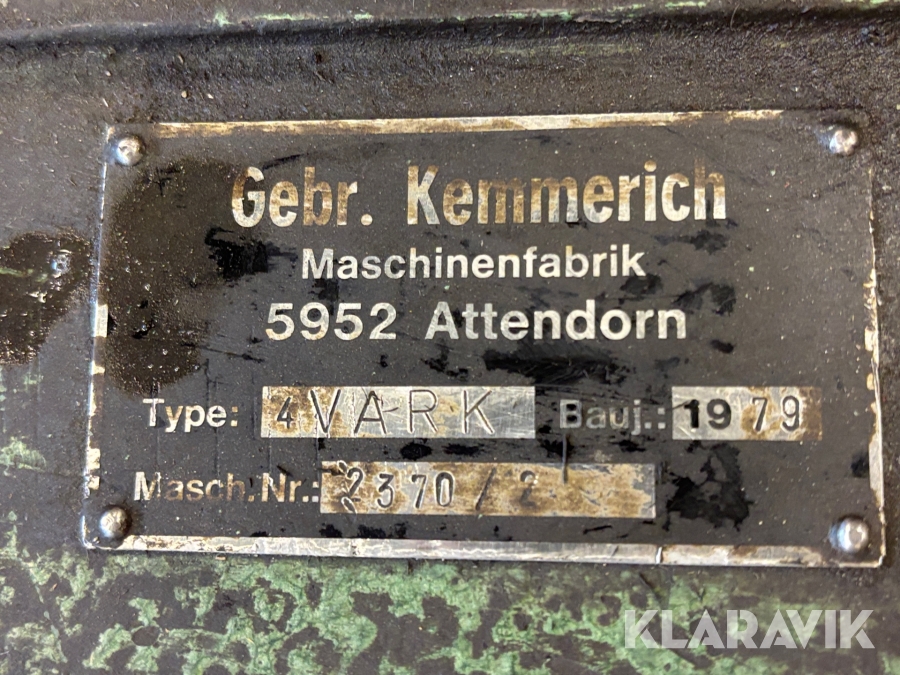 Gebr. Kemmerich
Maschinenfabrik
5952 Attendorn
Type: 4VARK Bauj.: 1979
Masch.Nr.: 2370/2
KLARAVIK